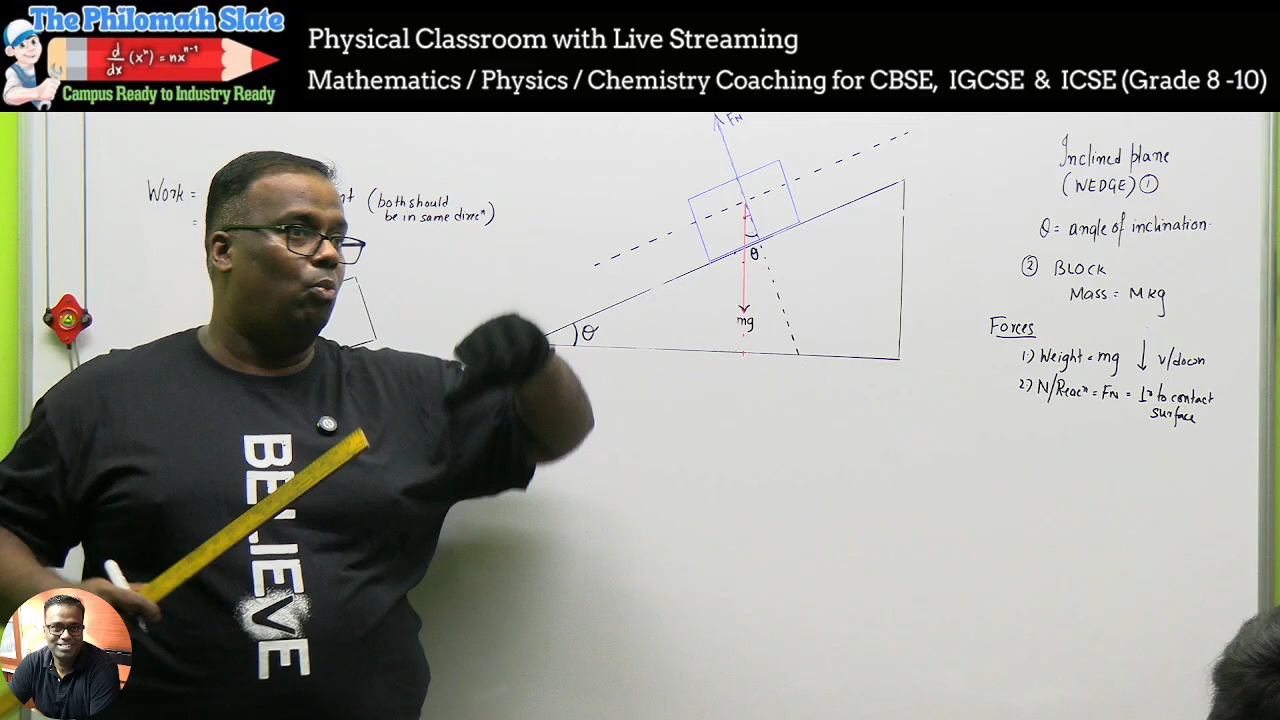 The Philomath Slate
d/dx (xⁿ) = nxⁿ⁻¹
Campus Ready to Industry Ready
Physical Classroom with Live Streaming
Mathematics / Physics / Chemistry Coaching for CBSE, IGCSE & ICSE (Grade 8 -10)
Work =
(both should
be in same direcⁿ)
=
FN
θ
mg
θ
Inclined plane
(WEDGE) ①
θ = angle of inclination
② BLOCK
Mass = M kg
Forces
1) Weight = mg ↓ v/down
2) N/Reacⁿ = FN = ⊥r to contact
surface
BELIEVE